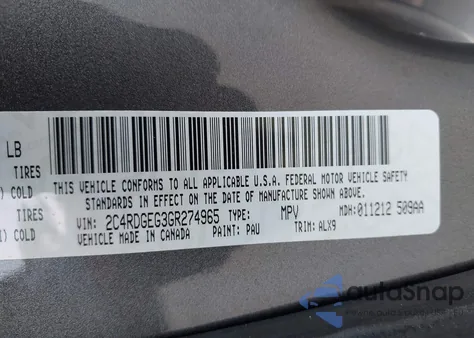 LB
TIRES
) COLD
TIRES
I) COLD
THIS VEHICLE CONFORMS TO ALL APPLICABLE U.S.A. FEDERAL MOTOR VEHICLE SAFETY
STANDARDS IN EFFECT ON THE DATE OF MANUFACTURE SHOWN ABOVE.
VIN: 2C4RDGEG3GR274965 TYPE: MPV MDH: 011212 509AA
VEHICLE MADE IN CANADA PAINT: PAU TRIM: ALX9
autoSnap